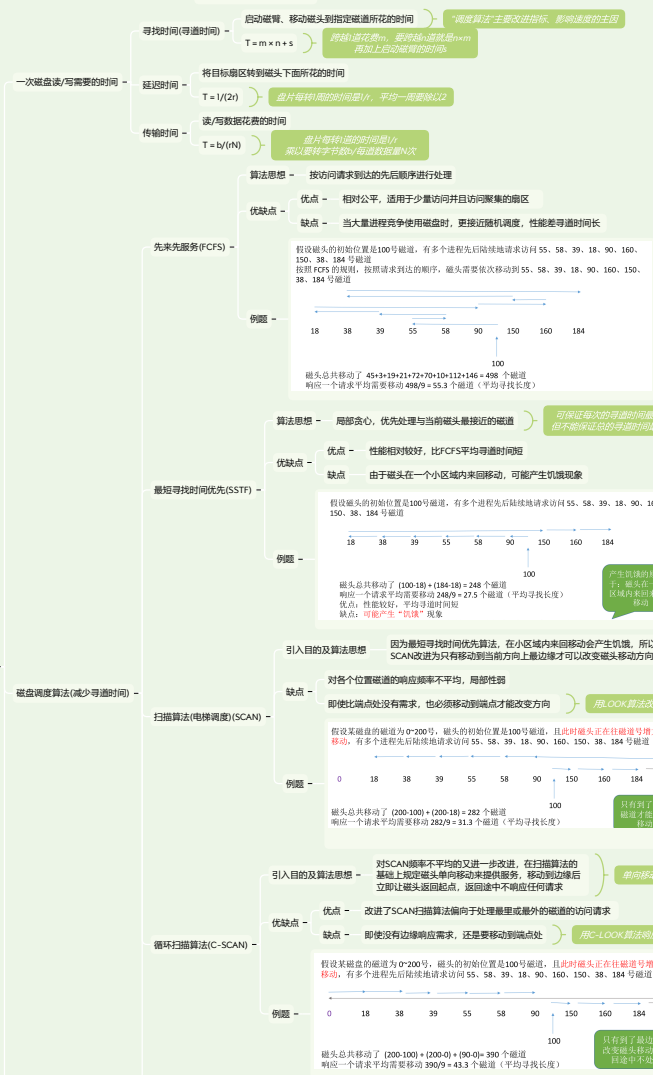 一次磁盘读/写需要的时间
寻找时间(寻道时间)
启动磁臂、移动磁头到指定磁道所花的时间
"调度算法"主要改进指标、影响速度的主因
T = m × n + s
跨越1道花费m，要跨越n道就是n×m
再加上启动磁臂的时间s
延迟时间
将目标扇区转到磁头下面所花的时间
T = 1/(2r)
盘片每转1周的时间是1/r，平均一周要除以2
传输时间
读/写数据花费的时间
T = b/(rN)
盘片每转1道的时间是1/r
乘以要转字节数b/每道数据量N次
磁盘调度算法(减少寻道时间)
先来先服务(FCFS)
算法思想
按访问请求到达的先后顺序进行处理
优缺点
优点
相对公平，适用于少量访问并且访问聚集的扇区
缺点
当大量进程竞争使用磁盘时，更接近随机调度，性能差寻道时间长
例题
假设磁头的初始位置是100号磁道，有多个进程先后陆续地请求访问 55、58、39、18、90、160、
150、38、184 号磁道
按照 FCFS 的规则，按照请求到达的顺序，磁头需要依次移动到 55、58、39、18、90、160、150、
38、184 号磁道
18 38 39 55 58 90 150 160 184
100
磁头总共移动了 45+3+19+21+72+70+10+112+146 = 498 个磁道
响应一个请求平均需要移动 498/9 = 55.3 个磁道（平均寻找长度）
最短寻找时间优先(SSTF)
算法思想
局部贪心，优先处理与当前磁头最接近的磁道
可保证每次的寻道时间最
但不能保证总的寻道时间
优缺点
优点
性能相对较好，比FCFS平均寻道时间短
缺点
由于磁头在一个小区域内来回移动，可能产生饥饿现象
例题
假设磁头的初始位置是100号磁道，有多个进程先后陆续地请求访问 55、58、39、18、90、16
150、38、184 号磁道
18 38 39 55 58 90 150 160 184
100
磁头总共移动了 (100-18) + (184-18) = 248 个磁道
响应一个请求平均需要移动 248/9 = 27.5 个磁道（平均寻找长度）
优点：性能较好，平均寻道时间短
缺点：可能产生“饥饿”现象
产生饥饿的
于：磁头在一
区域内来回来
移动
扫描算法(电梯调度)(SCAN)
引入目的及算法思想
因为最短寻找时间优先算法，在小区域内来回移动会产生饥饿，所以
SCAN改进为只有移动到当前方向上最边缘才可以改变磁头移动方向
缺点
对各个位置磁道的响应频率不平均，局部性弱
即使比端点处没有需求，也必须移动到端点才能改变方向
用LOOK算法改
例题
假设某磁盘的磁道为 0~200号，磁头的初始位置是100号磁道，且此时磁头正在往磁道号增
移动，有多个进程先后陆续地请求访问 55、58、39、18、90、160、150、38、184 号磁道
0 18 38 39 55 58 90 150 160 184
100
磁头总共移动了 (200-100) + (200-18) = 282 个磁道
响应一个请求平均需要移动 282/9 = 31.3 个磁道（平均寻找长度）
只有到了
磁道才能
移动
循环扫描算法(C-SCAN)
引入目的及算法思想
对SCAN频率不平均的又进一步改进，在扫描算法的
基础上规定磁头单向移动来提供服务，移动到边缘后
立即让磁头返回起点，返回途中不响应任何请求
单向移
优缺点
优点
改进了SCAN扫描算法偏向于处理最里或最外的磁道的访问请求
缺点
即使没有边缘响应需求，还是要移动到端点处
用C-LOOK算法响
例题
假设某磁盘的磁道为 0~200号，磁头的初始位置是100号磁道，且此时磁头正在往磁道号增
移动，有多个进程先后陆续地请求访问 55、58、39、18、90、160、150、38、184 号磁道
0 18 38 39 55 58 90 150 160 184
100
磁头总共移动了 (200-100) + (200-0) + (90-0)= 390 个磁道
响应一个请求平均需要移动 390/9 = 43.3 个磁道（平均寻找长度）
只有到了最边
改变磁头移动
回途中不处